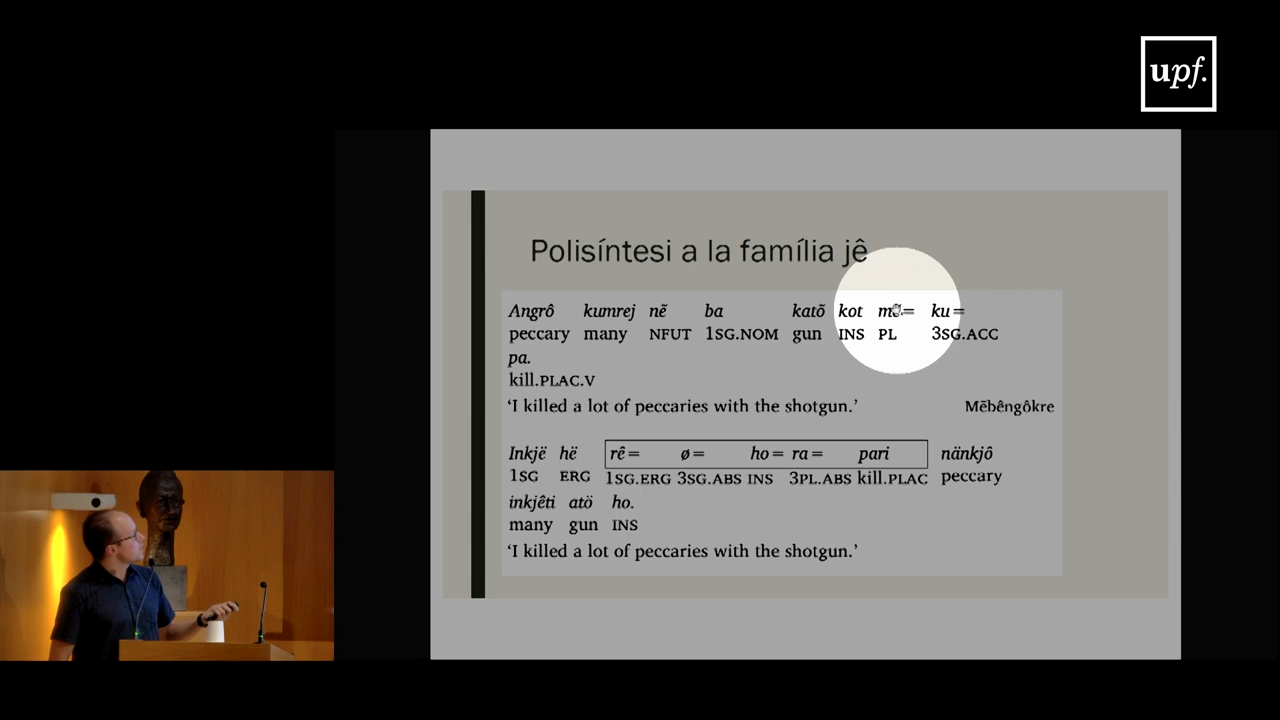 upf.
Polisíntesi a la família jê
Angrô kumrej nẽ ba katõ kot ku=
peccary many NFUT 1SG.NOM gun INS PL 3SG.ACC
pa.
kill.PLAC.V
‘I killed a lot of peccaries with the shotgun.’ Mẽbêngôkre
Inkjë hë rê= ø= ho= ra= pari nänkjô
1SG ERG 1SG.ERG 3SG.ABS INS 3PL.ABS kill.PLAC peccary
inkjêti atö ho.
many gun INS
‘I killed a lot of peccaries with the shotgun.’